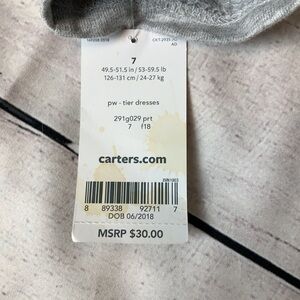 7
49.5-51.5 in / 53-59.5 lb
126-131 cm / 24-27 kg
pw - tier dresses
291g029 prt
7 f18
carters.com
8 89338 92711 7
DOB 06/2018
MSRP $30.00